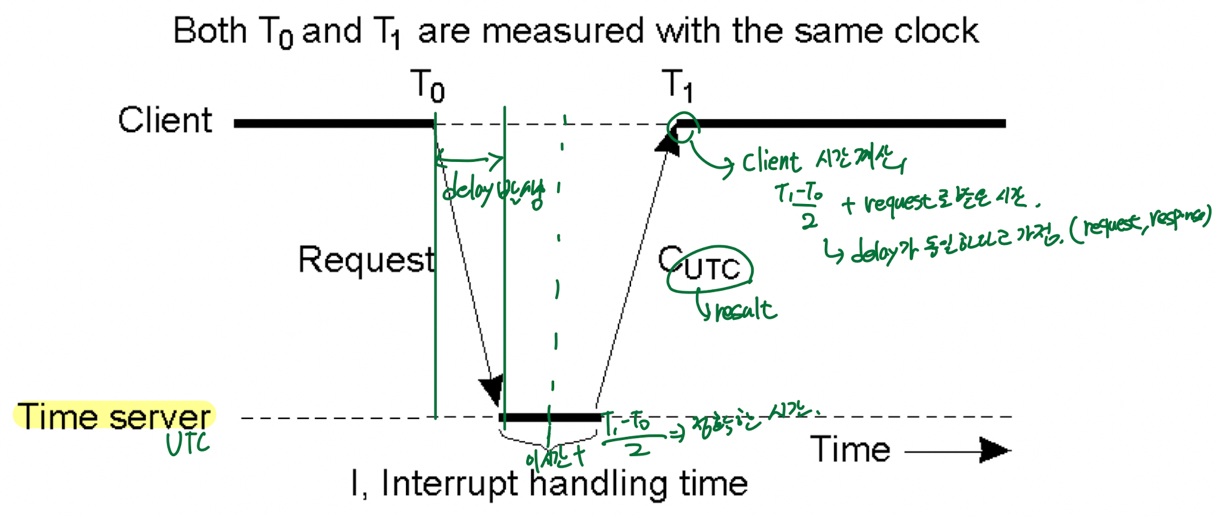 Both T0 and T1 are measured with the same clock
T0
T1
Client
delay 발생
Client 시간 계산
T1-T0
2
+ request로 받은 시간.
delay가 동일하다고 가정. (request, response)
Request
CUTC
result
Time server
UTC
이 시간 +
T1-T0
2
⇒ 정확한 시간.
Time
I, Interrupt handling time